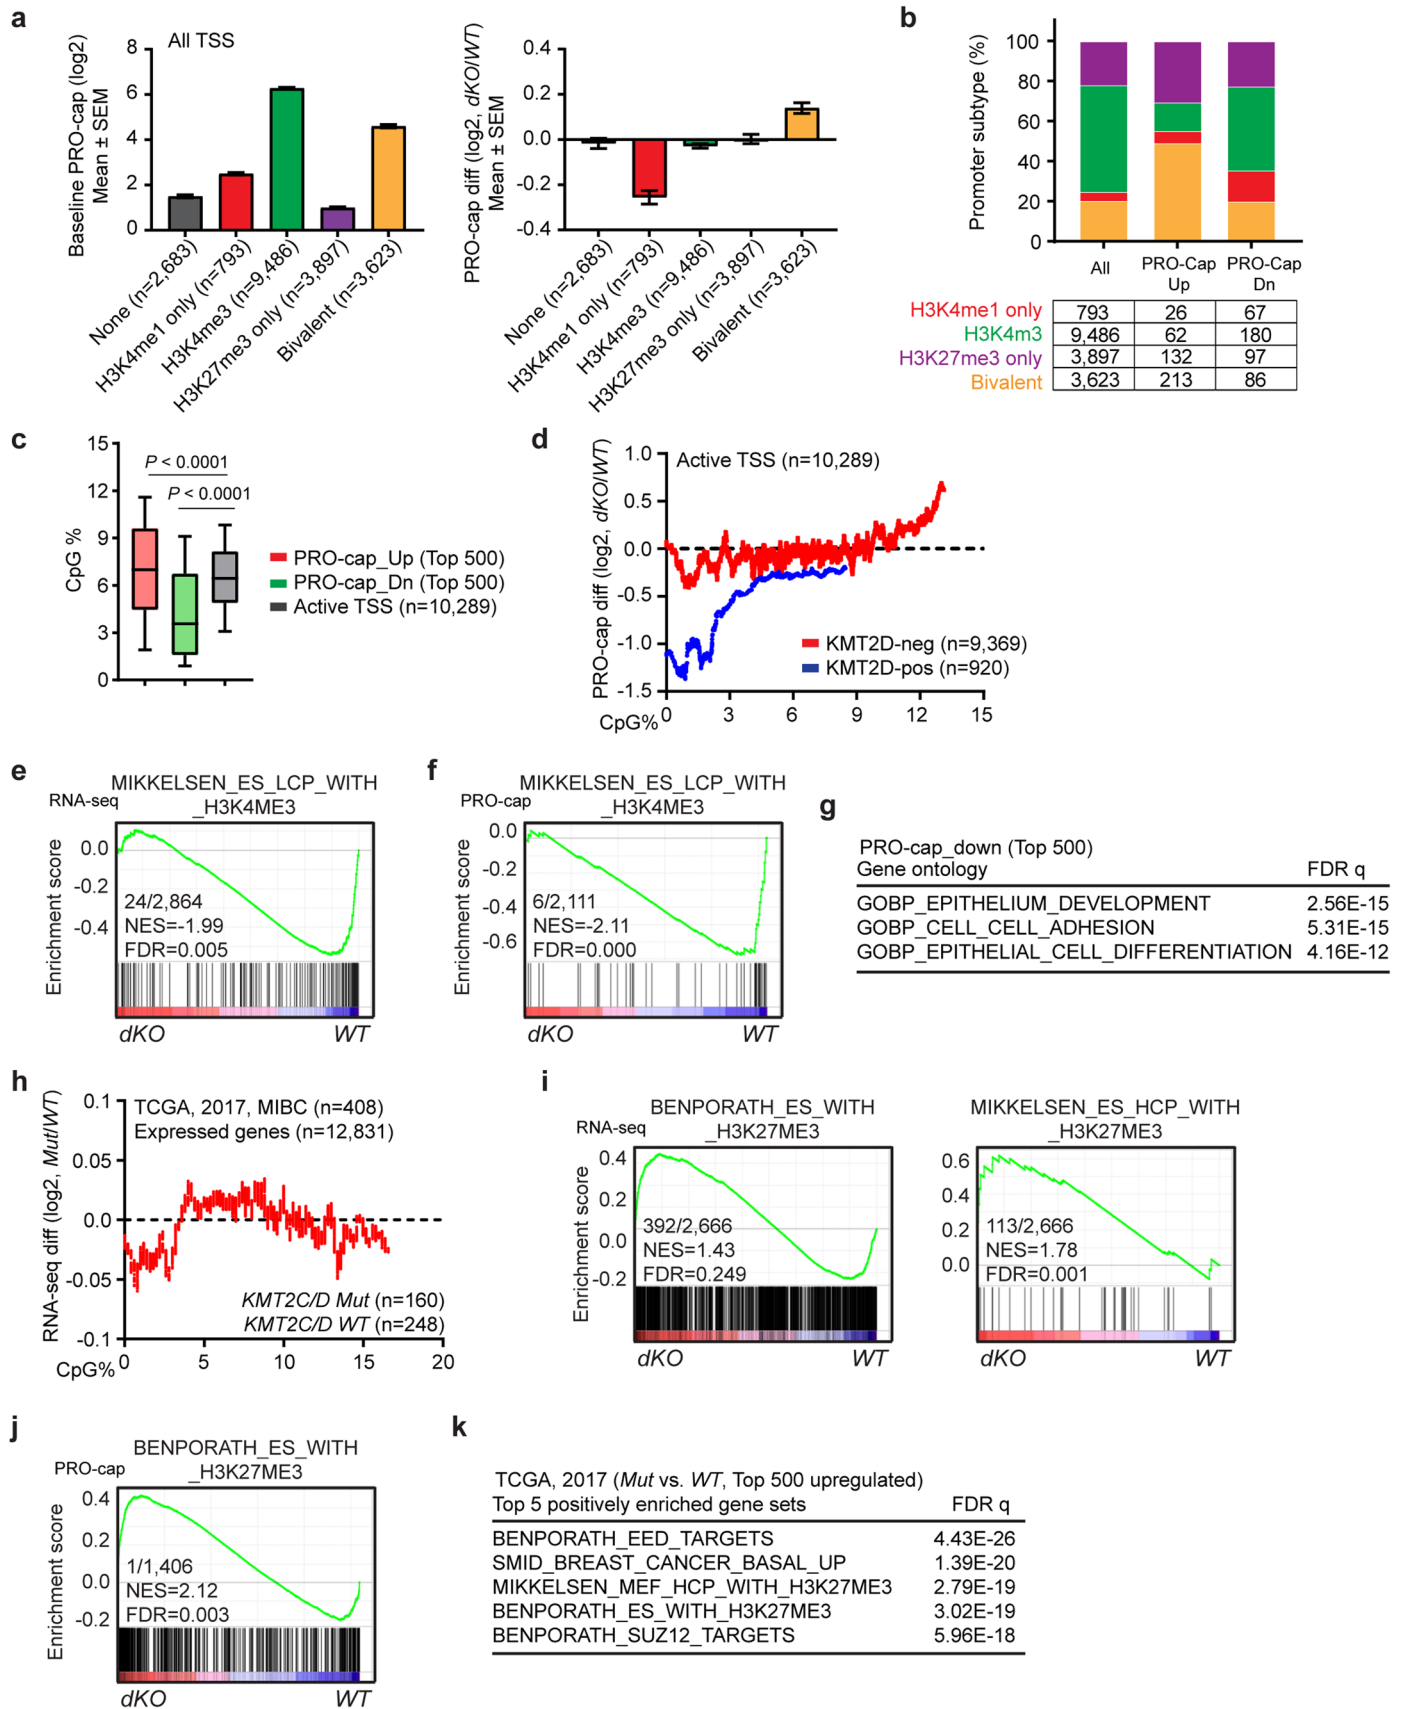 a
All TSS
Baseline PRO-cap (log2)
Mean ± SEM
8
6
4
2
0
None (n=2,683)
H3K4me1 only (n=793)
H3K4me3 (n=9,486)
H3K27me3 only (n=3,897)
Bivalent (n=3,623)
PRO-cap diff (log2, dKO/WT)
Mean ± SEM
0.4
0.2
0.0
-0.2
-0.4
None (n=2,683)
H3K4me1 only (n=793)
H3K4me3 (n=9,486)
H3K27me3 only (n=3,897)
Bivalent (n=3,623)
b
Promoter subtype (%)
100
80
60
40
20
0
All
PRO-Cap Up
PRO-Cap Dn
H3K4me1 only 793 26 67
H3K4m3 9,486 62 180
H3K27me3 only 3,897 132 97
Bivalent 3,623 213 86
c
CpG %
15
12
9
6
3
0
P < 0.0001
P < 0.0001
PRO-cap_Up (Top 500)
PRO-cap_Dn (Top 500)
Active TSS (n=10,289)
d
PRO-cap diff (log2, dKO/WT)
1.0
0.5
0.0
-0.5
-1.0
-1.5
Active TSS (n=10,289)
KMT2D-neg (n=9,369)
KMT2D-pos (n=920)
CpG% 0 3 6 9 12 15
e
MIKKELSEN_ES_LCP_WITH
RNA-seq
_H3K4ME3
Enrichment score
0.0
-0.2
-0.4
24/2,864
NES=-1.99
FDR=0.005
dKO WT
f
MIKKELSEN_ES_LCP_WITH
PRO-cap
_H3K4ME3
Enrichment score
0.0
-0.2
-0.4
-0.6
6/2,111
NES=-2.11
FDR=0.000
dKO WT
g
PRO-cap_down (Top 500)
Gene ontology FDR q
GOBP_EPITHELIUM_DEVELOPMENT 2.56E-15
GOBP_CELL_CELL_ADHESION 5.31E-15
GOBP_EPITHELIAL_CELL_DIFFERENTIATION 4.16E-12
h
RNA-seq diff (log2, Mut/WT)
0.1
0.05
0.0
-0.05
-0.1
TCGA, 2017, MIBC (n=408)
Expressed genes (n=12,831)
KMT2C/D Mut (n=160)
KMT2C/D WT (n=248)
CpG% 0 5 10 15 20
i
BENPORATH_ES_WITH
RNA-seq
_H3K27ME3
Enrichment score
0.4
0.2
0.0
-0.2
392/2,666
NES=1.43
FDR=0.249
dKO WT
MIKKELSEN_ES_HCP_WITH
_H3K27ME3
0.6
0.4
0.2
0.0
113/2,666
NES=1.78
FDR=0.001
dKO WT
j
BENPORATH_ES_WITH
PRO-cap
_H3K27ME3
Enrichment score
0.4
0.2
0.0
-0.2
1/1,406
NES=2.12
FDR=0.003
dKO WT
k
TCGA, 2017 (Mut vs. WT, Top 500 upregulated)
Top 5 positively enriched gene sets FDR q
BENPORATH_EED_TARGETS 4.43E-26
SMID_BREAST_CANCER_BASAL_UP 1.39E-20
MIKKELSEN_MEF_HCP_WITH_H3K27ME3 2.79E-19
BENPORATH_ES_WITH_H3K27ME3 3.02E-19
BENPORATH_SUZ12_TARGETS 5.96E-18